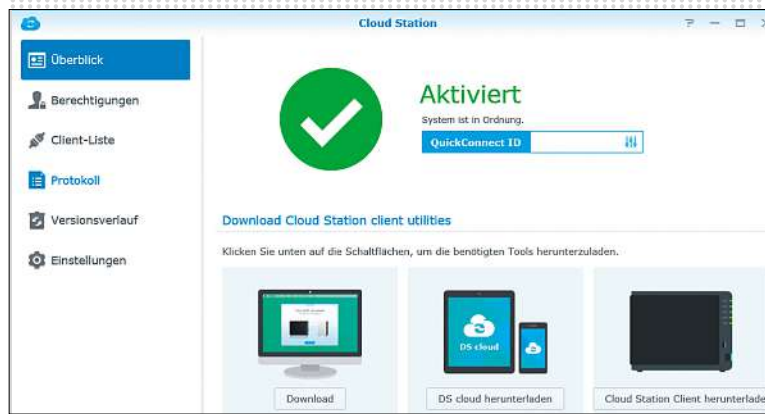 Cloud Station
Überblick
Berechtigungen
Client-Liste
Protokoll
Versionsverlauf
Einstellungen
Aktiviert
System ist in Ordnung.
QuickConnect ID
Download Cloud Station client utilities
Klicken Sie unten auf die Schaltflächen, um die benötigten Tools herunterzuladen.
DS cloud
Download
DS cloud herunterladen
Cloud Station Client herunterlade